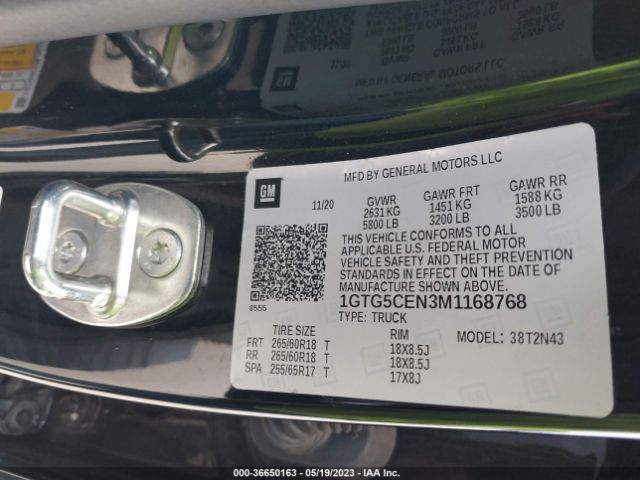 MFD BY GENERAL MOTORS LLC
GM
11/20
GVWR GAWR FRT GAWR RR
2631 KG 1451 KG 1588 KG
5800 LB 3200 LB 3500 LB
THIS VEHICLE CONFORMS TO ALL
APPLICABLE U.S. FEDERAL MOTOR
VEHICLE SAFETY AND THEFT PREVENTION
STANDARDS IN EFFECT ON THE DATE OF
MANUFACTURE SHOWN ABOVE.
8555
1GTG5CEN3M1168768
TYPE: TRUCK
TIRE SIZE RIM MODEL: 38T2N43
FRT 265/60R18 T 18X8.5J
RR 265/60R18 T 18X8.5J
SPA 255/65R17 T 17X8J
000-36650163 - 05/19/2023 - IAA Inc.